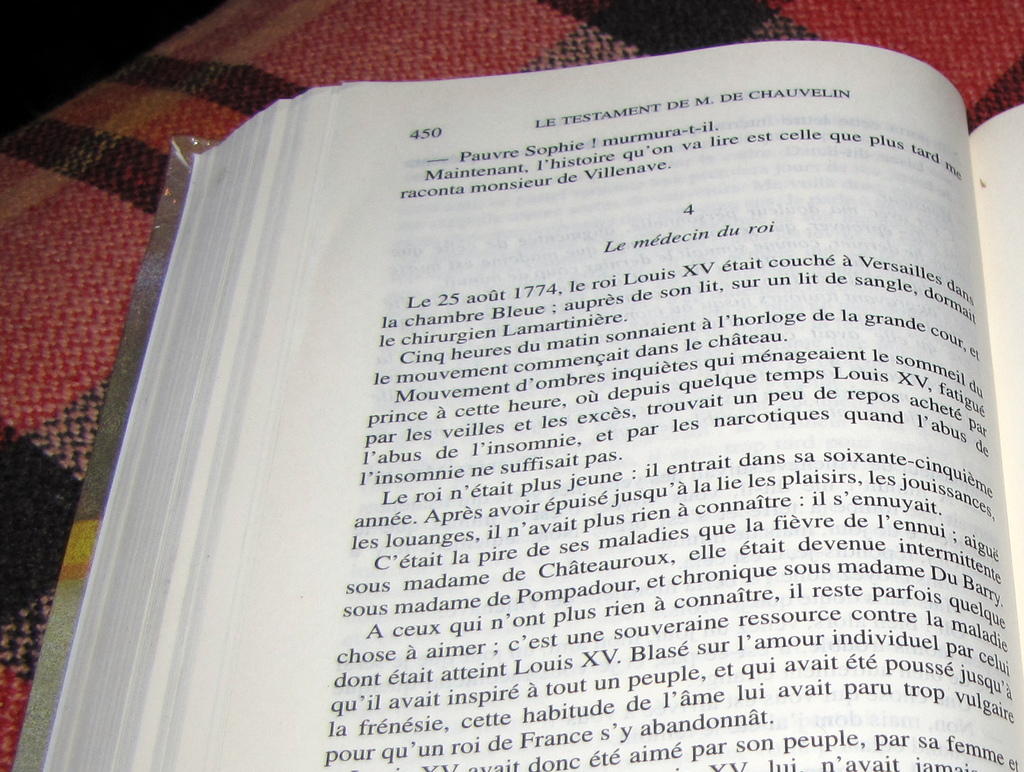 450 LE TESTAMENT DE M. DE CHAUVELIN
— Pauvre Sophie ! murmura-t-il.
Maintenant, l'histoire qu'on va lire est celle que plus tard me
raconta monsieur de Villenave.
4
Le médecin du roi
Le 25 août 1774, le roi Louis XV était couché à Versailles dans
la chambre Bleue ; auprès de son lit, sur un lit de sangle, dormait
le chirurgien Lamartinière.
Cinq heures du matin sonnaient à l'horloge de la grande cour, et
le mouvement commençait dans le château.
Mouvement d'ombres inquiètes qui ménageaient le sommeil du
prince à cette heure, où depuis quelque temps Louis XV, fatigué
par les veilles et les excès, trouvait un peu de repos acheté par
l'abus de l'insomnie, et par les narcotiques quand l'abus de
l'insomnie ne suffisait pas.
Le roi n'était plus jeune : il entrait dans sa soixante-cinquième
année. Après avoir épuisé jusqu'à la lie les plaisirs, les jouissances,
les louanges, il n'avait plus rien à connaître : il s'ennuyait.
C'était la pire de ses maladies que la fièvre de l'ennui ; aiguë
sous madame de Châteauroux, elle était devenue intermittente
sous madame de Pompadour, et chronique sous madame Du Barry.
A ceux qui n'ont plus rien à connaître, il reste parfois quelque
chose à aimer ; c'est une souveraine ressource contre la maladie
dont était atteint Louis XV. Blasé sur l'amour individuel par celui
qu'il avait inspiré à tout un peuple, et qui avait été poussé jusqu'à
la frénésie, cette habitude de l'âme lui avait paru trop vulgaire
pour qu'un roi de France s'y abandonnât.
Louis XV avait donc été aimé par son peuple, par sa femme et
XV, lui, n'avait jamais